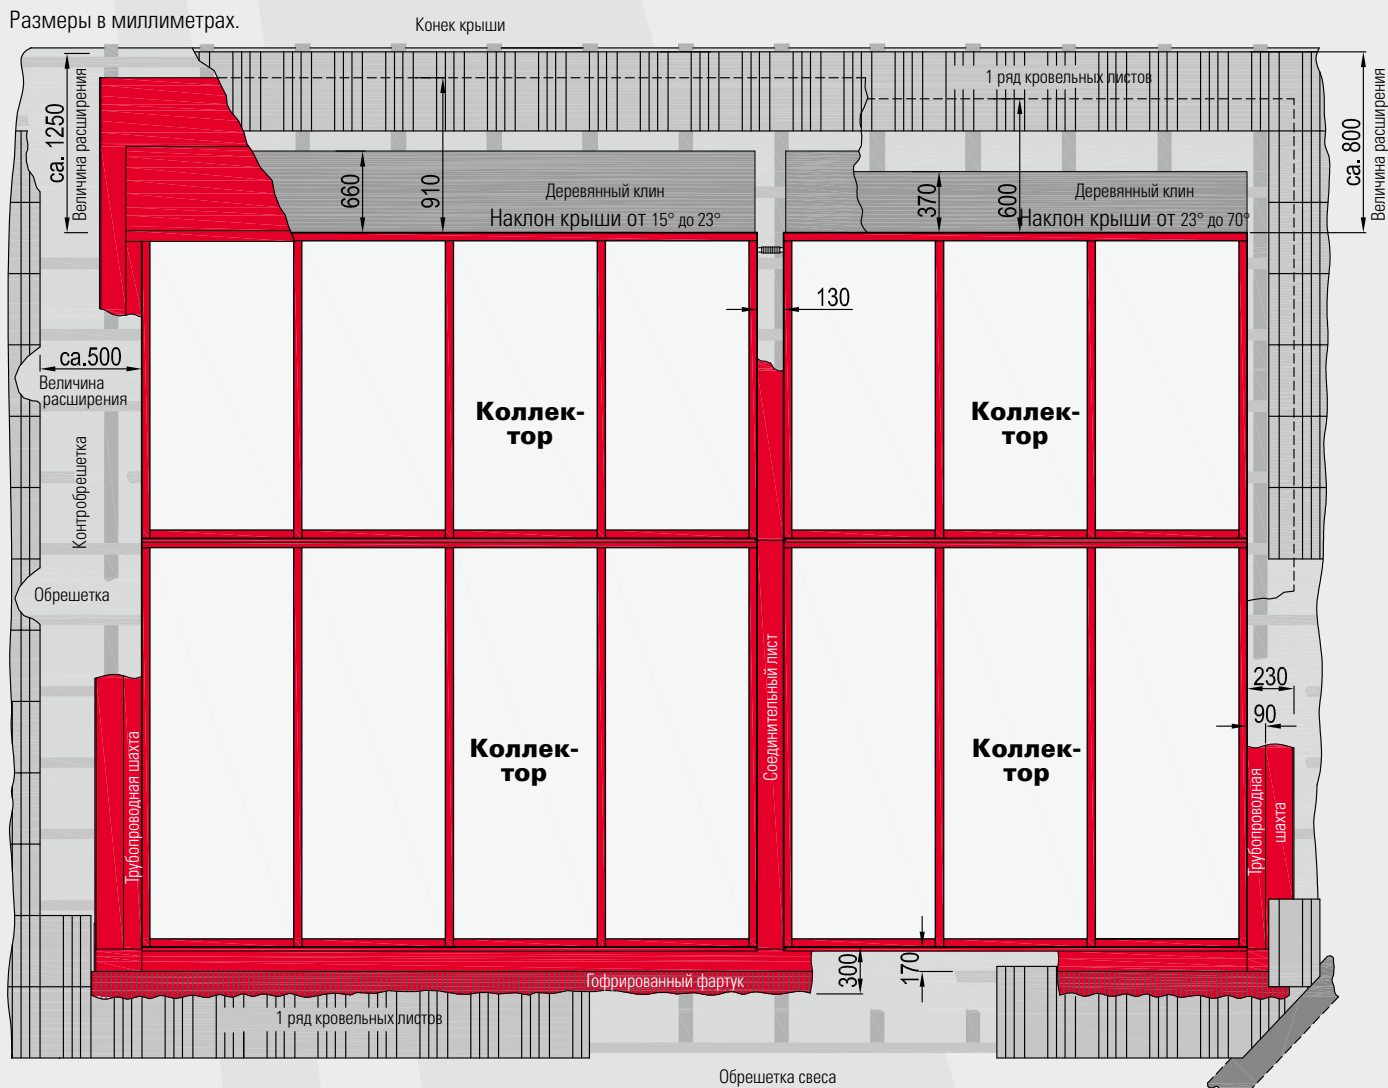 Размеры в миллиметрах.
Конек крыши
1 ряд кровельных листов
ca. 1250
Величина расширения
ca. 800
Величина расширения
660
910
Деревянный клин
Наклон крыши от 15° до 23°
370
600
Деревянный клин
Наклон крыши от 23° до 70°
130
ca.500
Величина
расширения
Коллек-
тор
Коллек-
тор
Контробрешетка
Обрешетка
Соединительный лист
230
90
Коллек-
тор
Коллек-
тор
Трубопроводная шахта
Трубопроводная
шахта
300
170
Гофрированный фартук
1 ряд кровельных листов
Обрешетка свеса